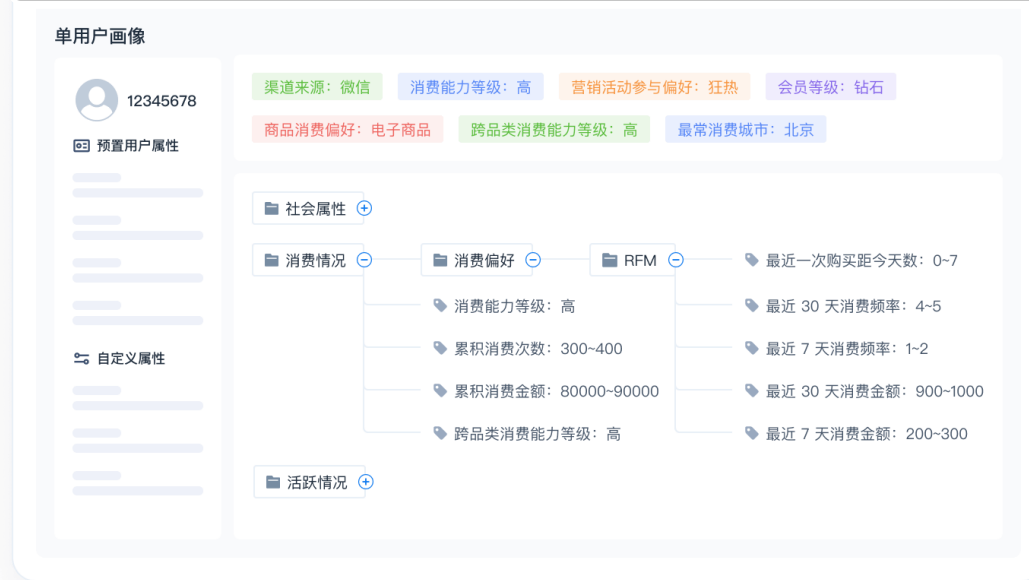 单用户画像
12345678
预置用户属性
自定义属性
渠道来源：微信 消费能力等级：高 营销活动参与偏好：狂热 会员等级：钻石
商品消费偏好：电子商品 跨品类消费能力等级：高 最常消费城市：北京
社会属性
消费情况 消费偏好 RFM 最近一次购买距今天数：0~7
消费能力等级：高 最近 30 天消费频率：4~5
累积消费次数：300~400 最近 7 天消费频率：1~2
累积消费金额：80000~90000 最近 30 天消费金额：900~1000
跨品类消费能力等级：高 最近 7 天消费金额：200~300
活跃情况